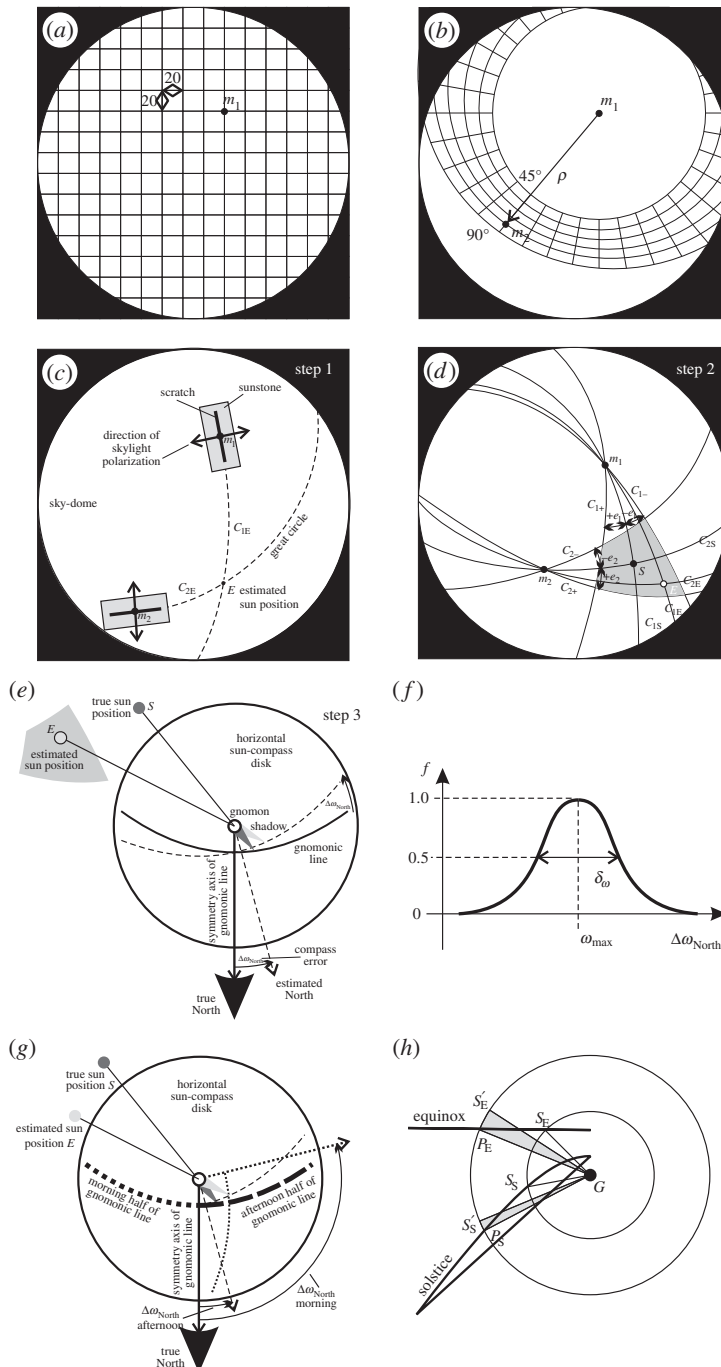 (a)
20
20
m1
(b)
m1
45°
ρ
90°
m2
(c)
step 1
scratch
sunstone
direction of
skylight
polarization
m1
sky-dome
C1E
great circle
C2E
E estimated
sun position
m2
(d)
step 2
m1
C1+
+e1
−e1
C1−
C2−
−e2
+e2
C2S
m2
S
C2+
C2E
C1E
C1S
(e)
true sun
position
S
step 3
E
estimated
sun position
horizontal
sun-compass
disk
ΔωNorth
gnomon
shadow
gnomonic
line
symmetry axis of
gnomonic line
compass
error
ΔωNorth
estimated
North
true
North
(f)
f
1.0
0.5
δω
0
ωmax
ΔωNorth
(g)
true sun
position S
horizontal
sun-compass
disk
estimated sun
position E
morning half of
gnomonic line
afternoon half of
gnomonic line
symmetry axis of
gnomonic line
ΔωNorth
morning
ΔωNorth
afternoon
true
North
(h)
S′E
equinox
SE
PE
SS
G
S′S
PS
solstice